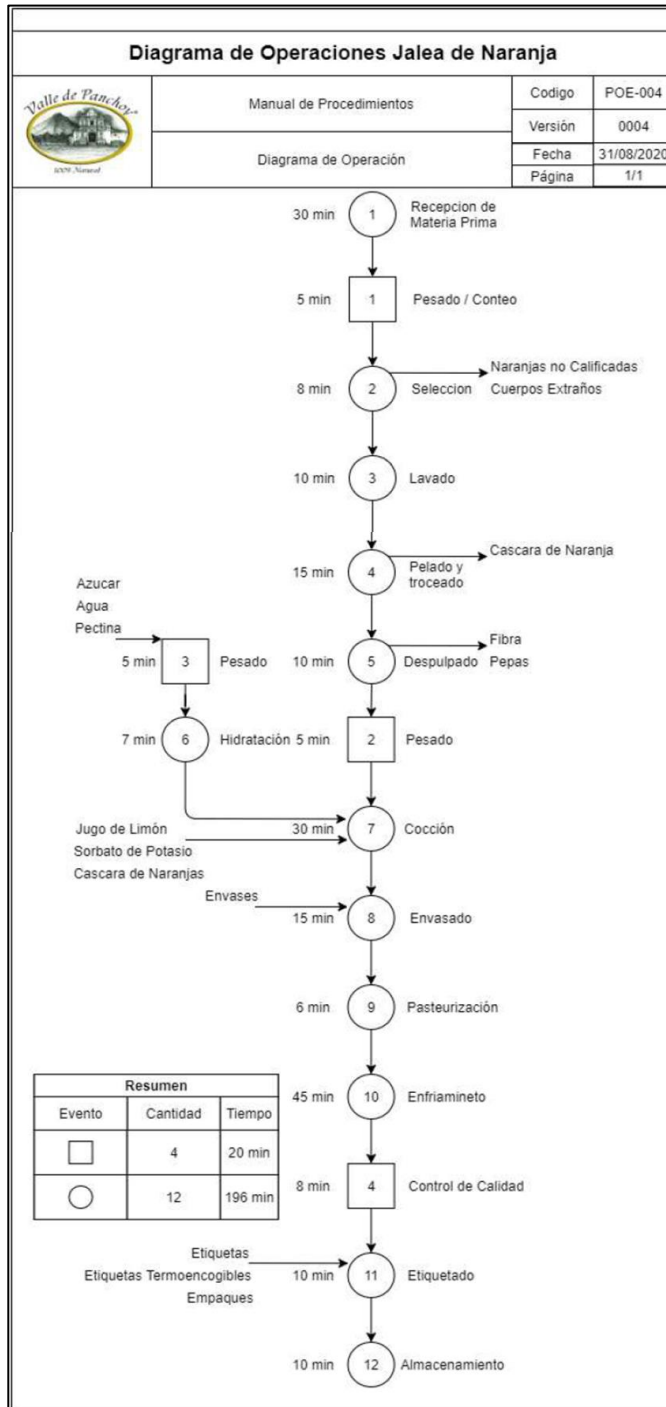 Diagrama de Operaciones Jalea de Naranja
Valle de Panchoy
100% Natural
Manual de Procedimientos
Codigo POE-004
Versión 0004
Diagrama de Operación
Fecha 31/08/2020
Página 1/1
30 min 1 Recepcion de
Materia Prima
5 min 1 Pesado / Conteo
Naranjas no Calificadas
8 min 2 Seleccion Cuerpos Extraños
10 min 3 Lavado
Cascara de Naranja
15 min 4 Pelado y
troceado
Azucar
Agua
Pectina
Fibra
5 min 3 Pesado 10 min 5 Despulpado Pepas
7 min 6 Hidratación 5 min 2 Pesado
Jugo de Limón 30 min 7 Cocción
Sorbato de Potasio
Cascara de Naranjas
Envases
15 min 8 Envasado
6 min 9 Pasteurización
Resumen
Evento Cantidad Tiempo
4 20 min
12 196 min
45 min 10 Enfriamineto
8 min 4 Control de Calidad
Etiquetas
Etiquetas Termoencogibles 10 min 11 Etiquetado
Empaques
10 min 12 Almacenamiento